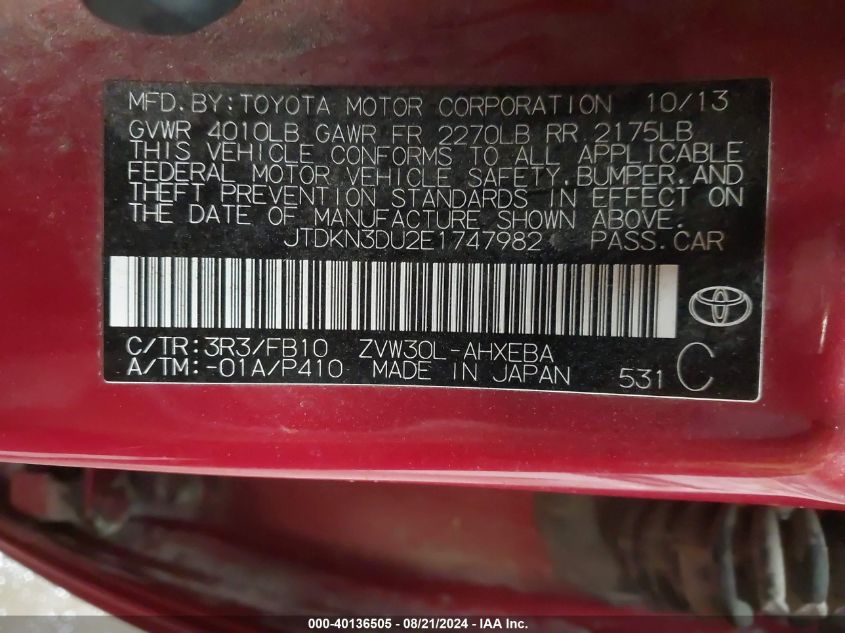 MFD.BY:TOYOTA MOTOR CORPORATION 10/13
GVWR 4010LB GAWR FR 2270LB RR 2175LB
THIS VEHICLE CONFORMS TO ALL APPLICABLE
FEDERAL MOTOR VEHICLE SAFETY,BUMPER,AND
THEFT PREVENTION STANDARDS IN EFFECT ON
THE DATE OF MANUFACTURE SHOWN ABOVE.
JTDKN3DU2E1747982 PASS.CAR
C/TR:3R3/FB10 ZVW30L-AHXEBA
A/TM:-01A/P410 MADE IN JAPAN 531 C
000-40136505 - 08/21/2024 - IAA Inc.